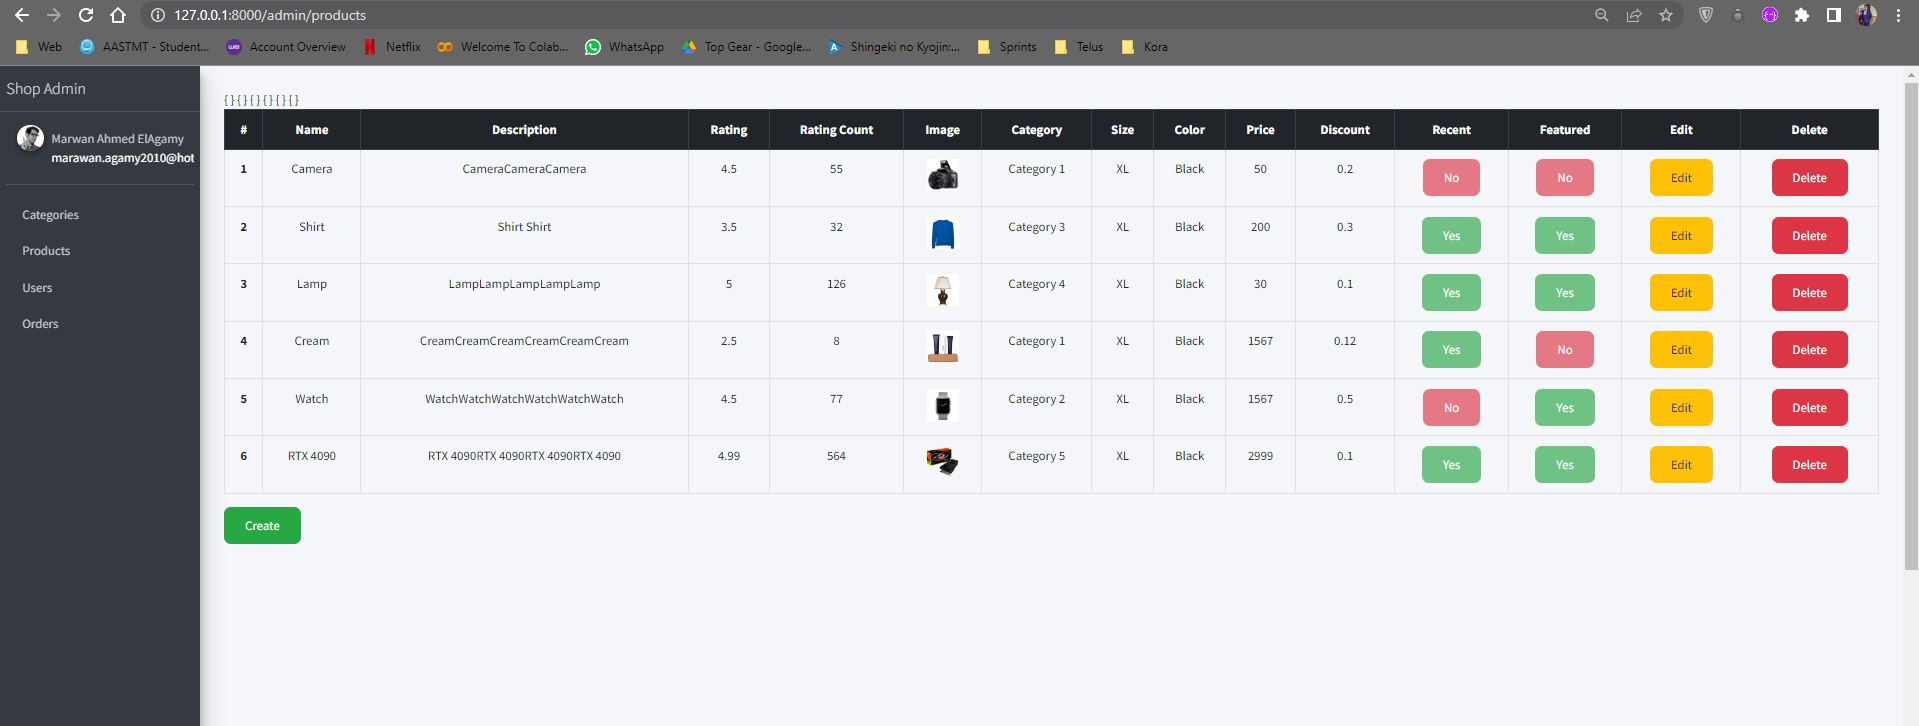 127.0.0.1:8000/admin/products
Web AASTMT - Student... Account Overview Netflix Welcome To Colab... WhatsApp Top Gear - Google... Shingeki no Kyojin:... Sprints Telus Kora
Shop Admin
Marwan Ahmed ElAgamy
marawan.agamy2010@hot
Categories
Products
Users
Orders
{ } { } { } { } { } { }
# Name Description Rating Rating Count Image Category Size Color Price Discount Recent Featured Edit Delete
1 Camera CameraCameraCamera 4.5 55 Category 1 XL Black 50 0.2 No No Edit Delete
2 Shirt Shirt Shirt 3.5 32 Category 3 XL Black 200 0.3 Yes Yes Edit Delete
3 Lamp LampLampLampLampLamp 5 126 Category 4 XL Black 30 0.1 Yes Yes Edit Delete
4 Cream CreamCreamCreamCreamCreamCream 2.5 8 Category 1 XL Black 1567 0.12 Yes No Edit Delete
5 Watch WatchWatchWatchWatchWatchWatch 4.5 77 Category 2 XL Black 1567 0.5 No Yes Edit Delete
6 RTX 4090 RTX 4090RTX 4090RTX 4090RTX 4090 4.99 564 Category 5 XL Black 2999 0.1 Yes Yes Edit Delete
Create